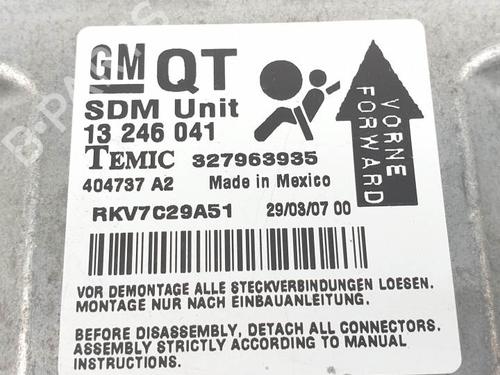 GM QT
SDM Unit
13 246 041
TEMIC 327963935
404737 A2 Made in Mexico
RKV7C29A51 29/03/07 00
VORNE
FORWARD
VOR DEMONTAGE ALLE STECKVERBINDUNGEN LOESEN.
MONTAGE NUR NACH EINBAUANLEITUNG.
BEFORE DISASSEMBLY, DETACH ALL CONNECTORS.
ASSEMBLY STRICTLY ACCORDING TO MANUAL
INSTRUCTIONS.
B-PARTS